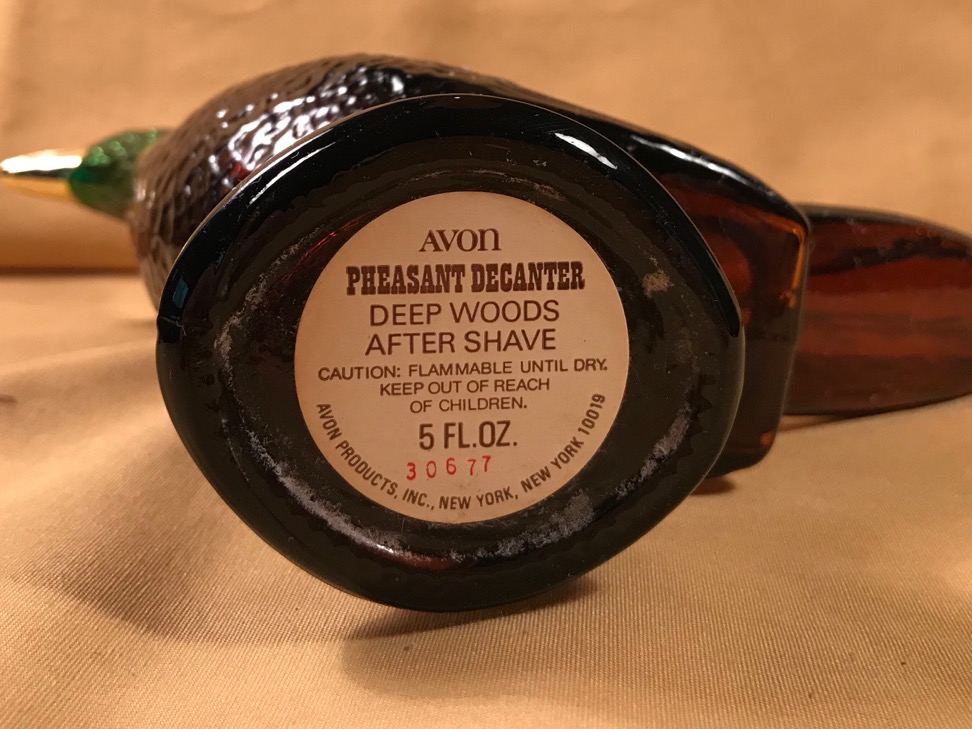 AVON
PHEASANT DECANTER
DEEP WOODS
AFTER SHAVE
CAUTION: FLAMMABLE UNTIL DRY.
KEEP OUT OF REACH
OF CHILDREN.
5 FL.OZ.
30677
AVON PRODUCTS, INC., NEW YORK, NEW YORK 10019